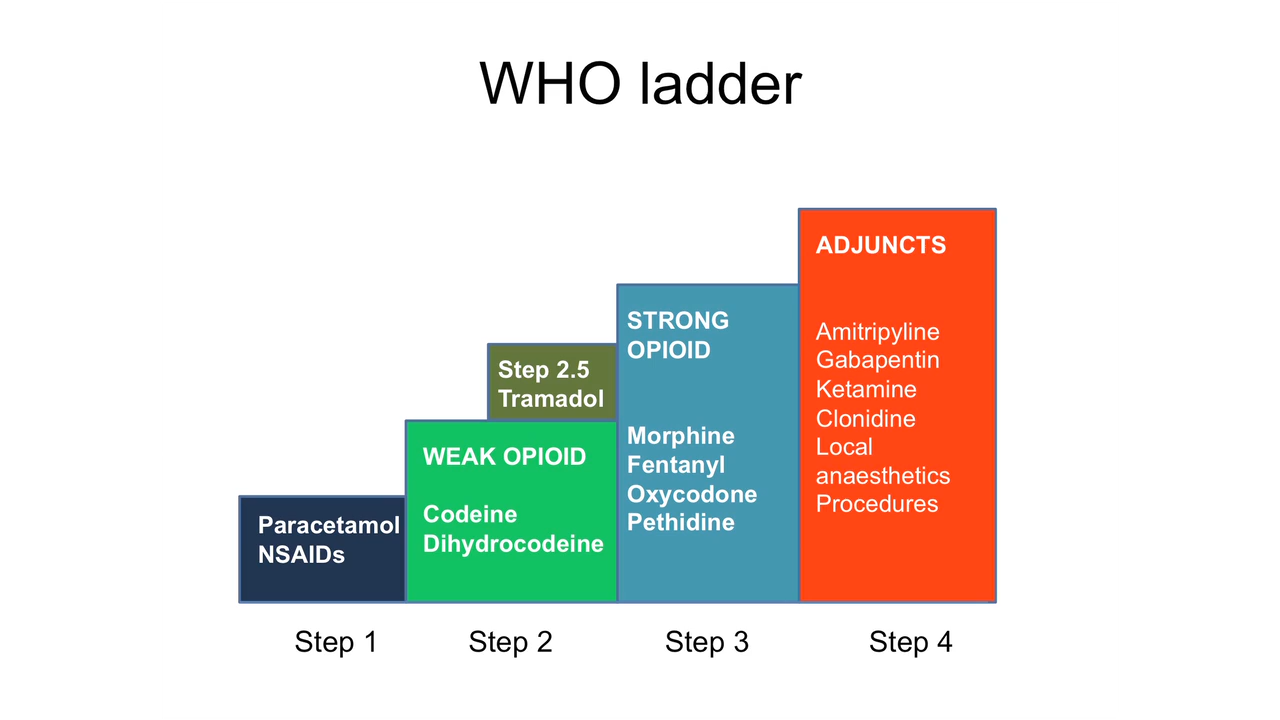 WHO ladder
Paracetamol
NSAIDs
WEAK OPIOID
Codeine
Dihydrocodeine
Step 2.5
Tramadol
STRONG
OPIOID
Morphine
Fentanyl
Oxycodone
Pethidine
ADJUNCTS
Amitripyline
Gabapentin
Ketamine
Clonidine
Local
anaesthetics
Procedures
Step 1
Step 2
Step 3
Step 4